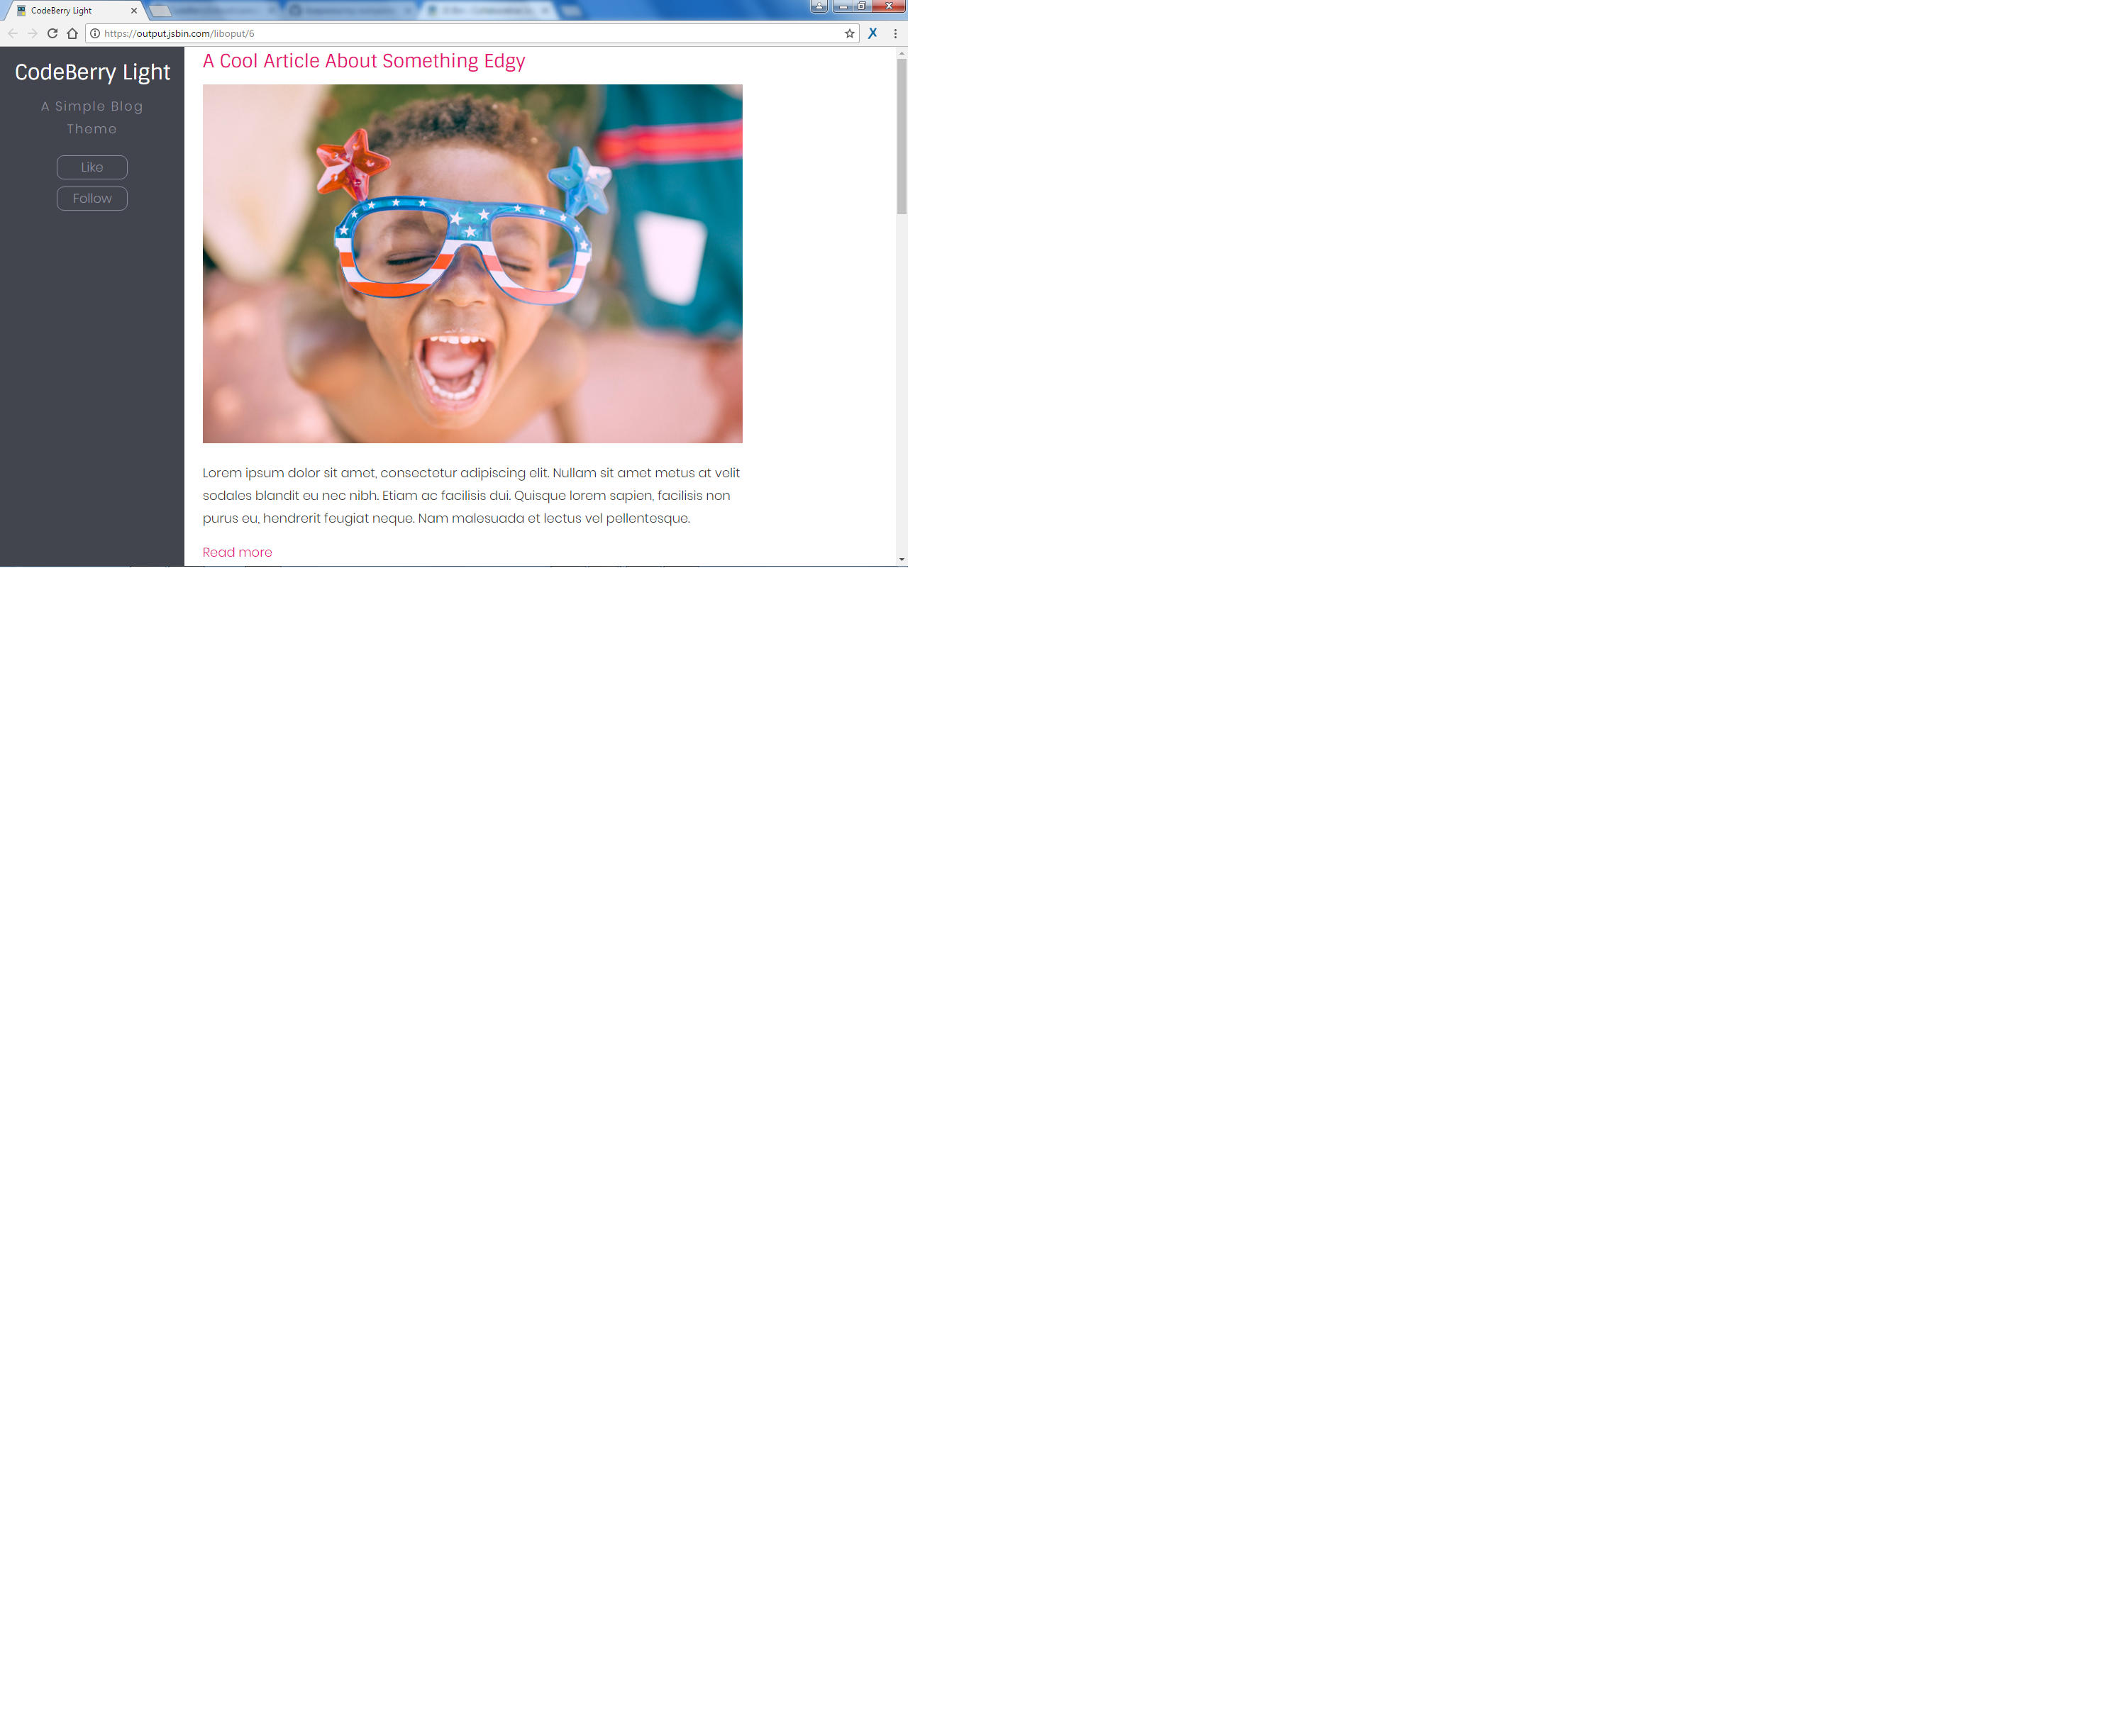 CodeBerry Light
https://output.jsbin.com/liboput/6
CodeBerry Light
A Simple Blog
Theme
Like
Follow
A Cool Article About Something Edgy
Lorem ipsum dolor sit amet, consectetur adipiscing elit. Nullam sit amet metus at velit
sodales blandit eu nec nibh. Etiam ac facilisis dui. Quisque lorem sapien, facilisis non
purus eu, hendrerit feugiat neque. Nam malesuada et lectus vel pellentesque.
Read more